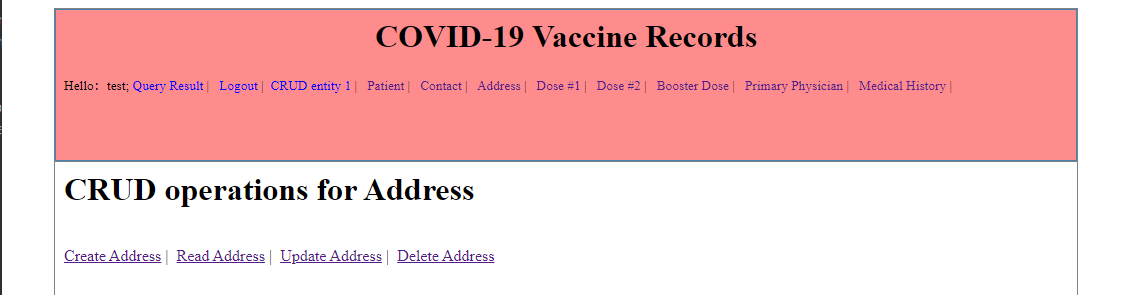 COVID-19 Vaccine Records
Hello： test; Query Result | Logout | CRUD entity 1 | Patient | Contact | Address | Dose #1 | Dose #2 | Booster Dose | Primary Physician | Medical History |
CRUD operations for Address
Create Address | Read Address | Update Address | Delete Address